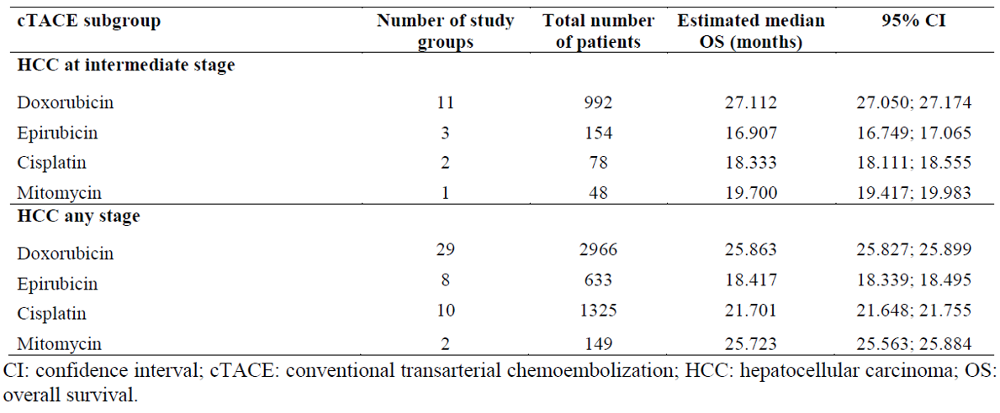 cTACE subgroup Number of study groups Total number of patients Estimated median OS (months) 95% CI
HCC at intermediate stage
Doxorubicin 11 992 27.112 27.050; 27.174
Epirubicin 3 154 16.907 16.749; 17.065
Cisplatin 2 78 18.333 18.111; 18.555
Mitomycin 1 48 19.700 19.417; 19.983
HCC any stage
Doxorubicin 29 2966 25.863 25.827; 25.899
Epirubicin 8 633 18.417 18.339; 18.495
Cisplatin 10 1325 21.701 21.648; 21.755
Mitomycin 2 149 25.723 25.563; 25.884
CI: confidence interval; cTACE: conventional transarterial chemoembolization; HCC: hepatocellular carcinoma; OS:
overall survival.